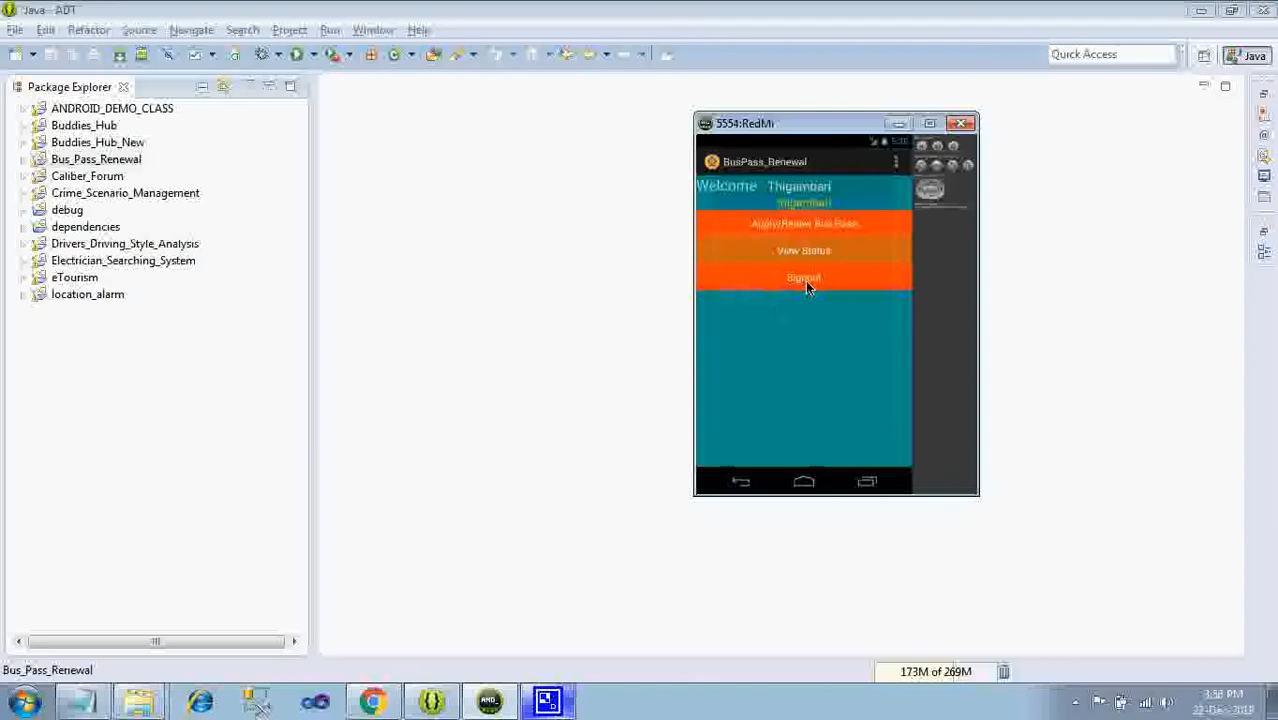 Java - ADT
File Edit Refactor Source Navigate Search Project Run Window Help
Quick Access
Java
Package Explorer
ANDROID_DEMO_CLASS
Buddies_Hub
Buddies_Hub_New
Bus_Pass_Renewal
Caliber_Forum
Crime_Scenario_Management
debug
dependencies
Drivers_Driving_Style_Analysis
Electrician_Searching_System
eTourism
location_alarm
5554:RedMi
BusPass_Renewal
Welcome Thigambari
Thigambari
Apply/Renew Bus Pass
View Status
Signout
Bus_Pass_Renewal
173M of 269M
3:38 PM